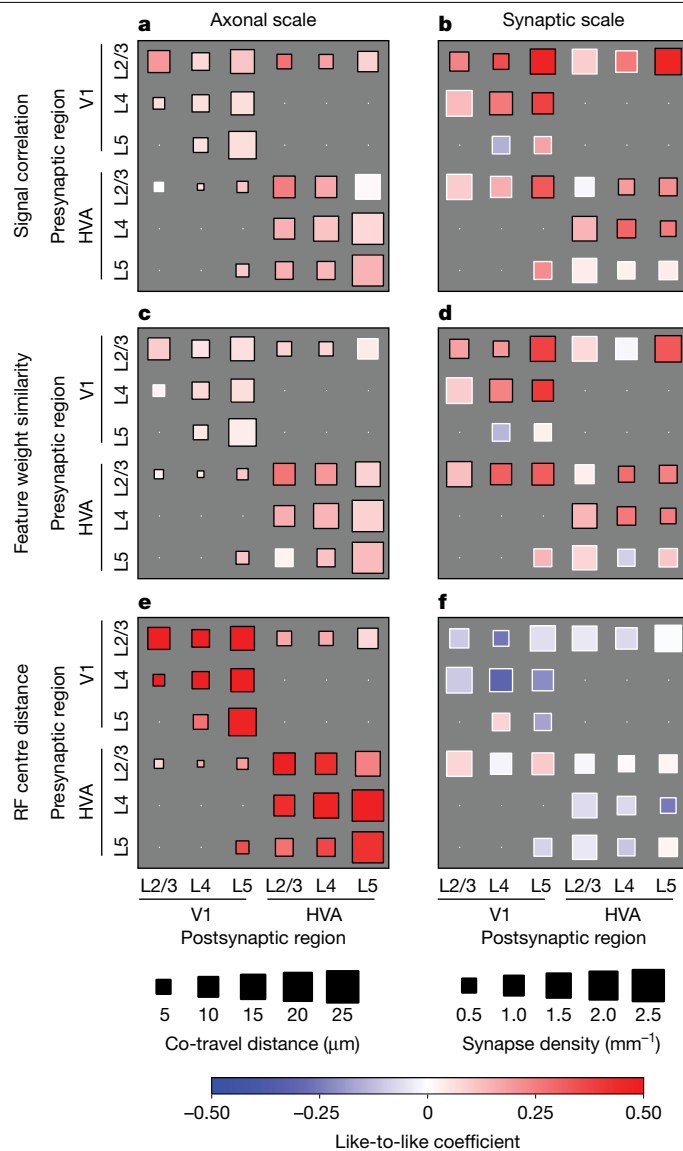 Axonal scale Synaptic scale
a b
Signal correlation
Presynaptic region
V1
L2/3
L4
L5
HVA
L2/3
L4
L5
c d
Feature weight similarity
Presynaptic region
V1
L2/3
L4
L5
HVA
L2/3
L4
L5
e f
RF centre distance
Presynaptic region
V1
L2/3
L4
L5
HVA
L2/3
L4
L5
L2/3 L4 L5 L2/3 L4 L5 L2/3 L4 L5 L2/3 L4 L5
V1 HVA V1 HVA
Postsynaptic region Postsynaptic region
5 10 15 20 25 0.5 1.0 1.5 2.0 2.5
Co-travel distance (μm) Synapse density (mm⁻¹)
−0.50 −0.25 0 0.25 0.50
Like-to-like coefficient